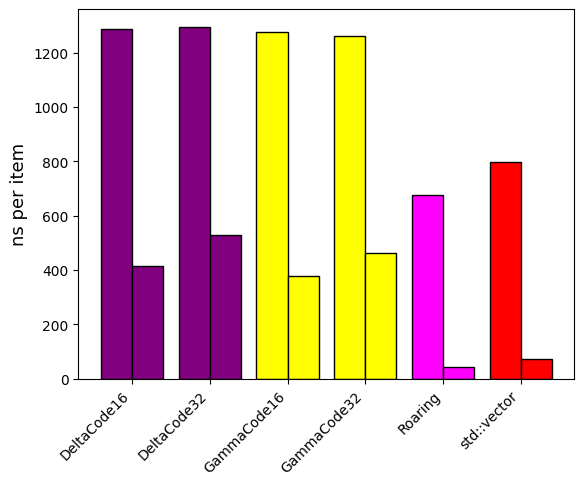 ns per item
1200
1000
800
600
400
200
0
DeltaCode16
DeltaCode32
GammaCode16
GammaCode32
Roaring
std::vector